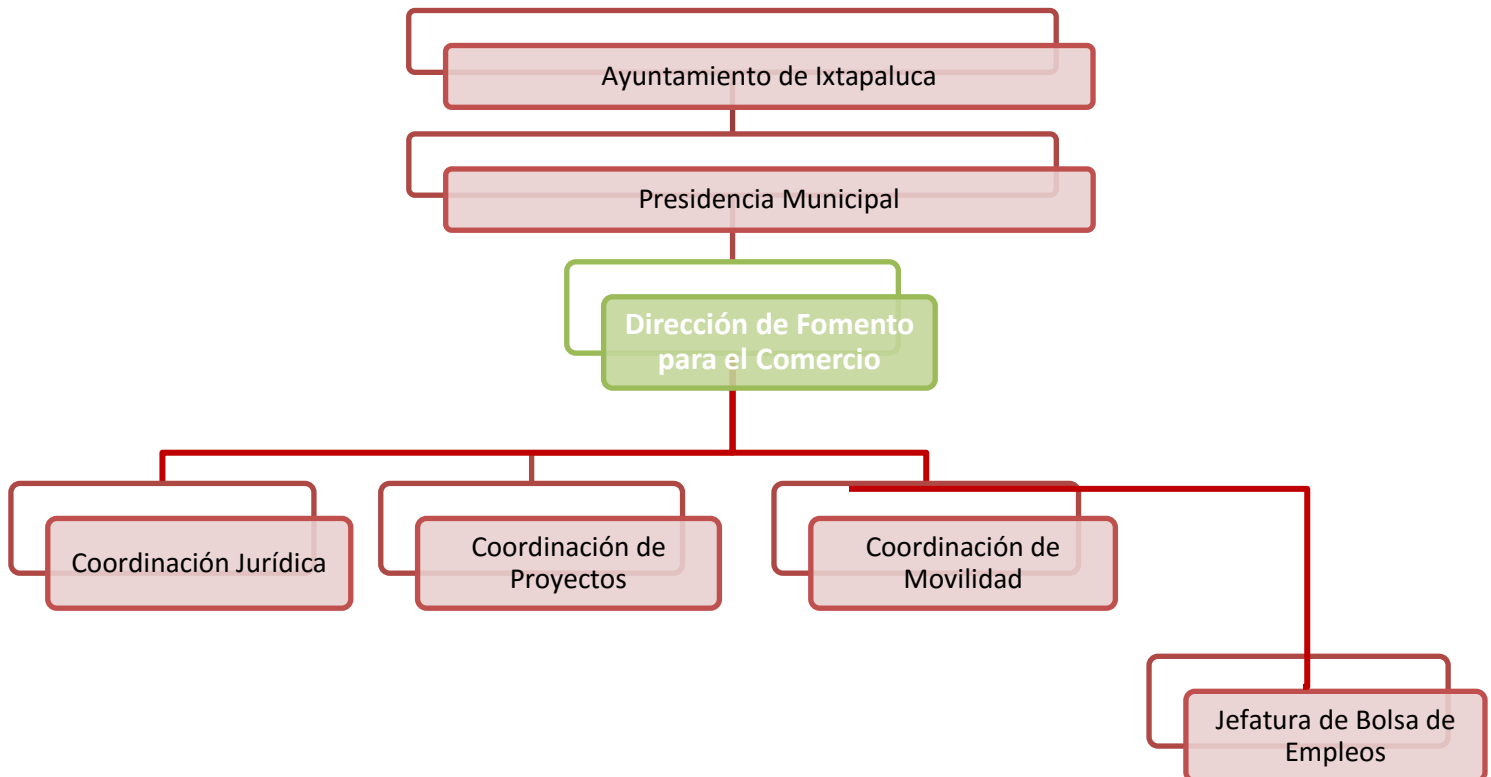 Ayuntamiento de Ixtapaluca
Presidencia Municipal
Dirección de Fomento
para el Comercio
Coordinación Jurídica
Coordinación de
Proyectos
Coordinación de
Movilidad
Jefatura de Bolsa de
Empleos